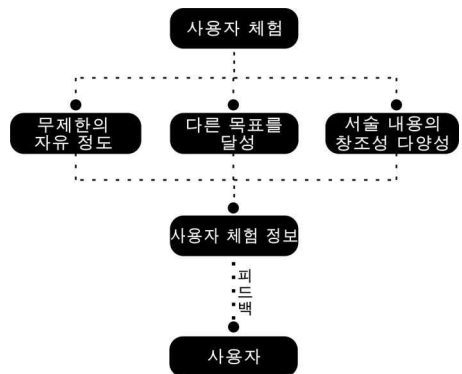 사용자 체험
무제한의
자유 정도
다른 목표를
달성
서술 내용의
창조성 다양성
사용자 체험 정보
피드백
사용자